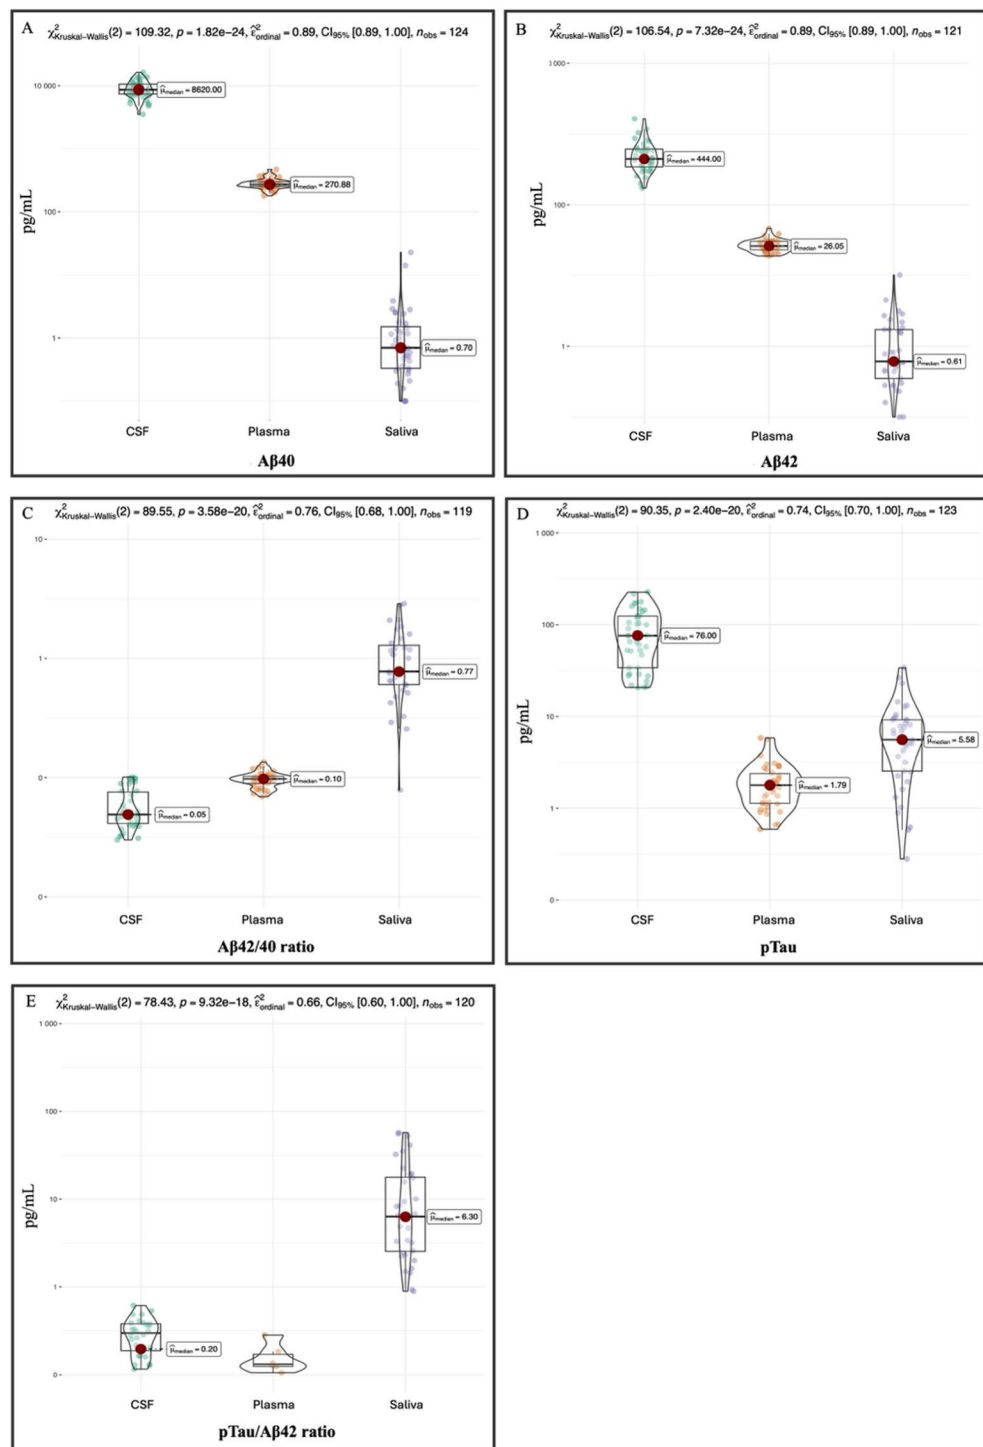 A χ²Kruskal−Wallis(2) = 109.32, p = 1.82e−24, ε̂²ordinal = 0.89, CI95% [0.89, 1.00], nobs = 124
10 000
μ̂median = 8620.00
μ̂median = 270.88
100
pg/mL
1
μ̂median = 0.70
CSF Plasma Saliva
Aβ40
B χ²Kruskal−Wallis(2) = 106.54, p = 7.32e−24, ε̂²ordinal = 0.89, CI95% [0.89, 1.00], nobs = 121
000
μ̂median = 444.00
100
μ̂median = 26.05
1
μ̂median = 0.61
CSF Plasma Saliva
Aβ42
C χ²Kruskal−Wallis(2) = 89.55, p = 3.58e−20, ε̂²ordinal = 0.76, CI95% [0.68, 1.00], nobs = 119
10
1
μ̂median = 0.77
0
μ̂median = 0.10
μ̂median = 0.05
0
CSF Plasma Saliva
Aβ42/40 ratio
D χ²Kruskal−Wallis(2) = 90.35, p = 2.40e−20, ε̂²ordinal = 0.74, CI95% [0.70, 1.00], nobs = 123
1 000
100
μ̂median = 76.00
pg/mL
10
μ̂median = 5.58
μ̂median = 1.79
1
0
CSF Plasma Saliva
pTau
E χ²Kruskal−Wallis(2) = 78.43, p = 9.32e−18, ε̂²ordinal = 0.66, CI95% [0.60, 1.00], nobs = 120
1 000
100
pg/mL
10
μ̂median = 6.30
1
μ̂median = 0.20
0
CSF Plasma Saliva
pTau/Aβ42 ratio